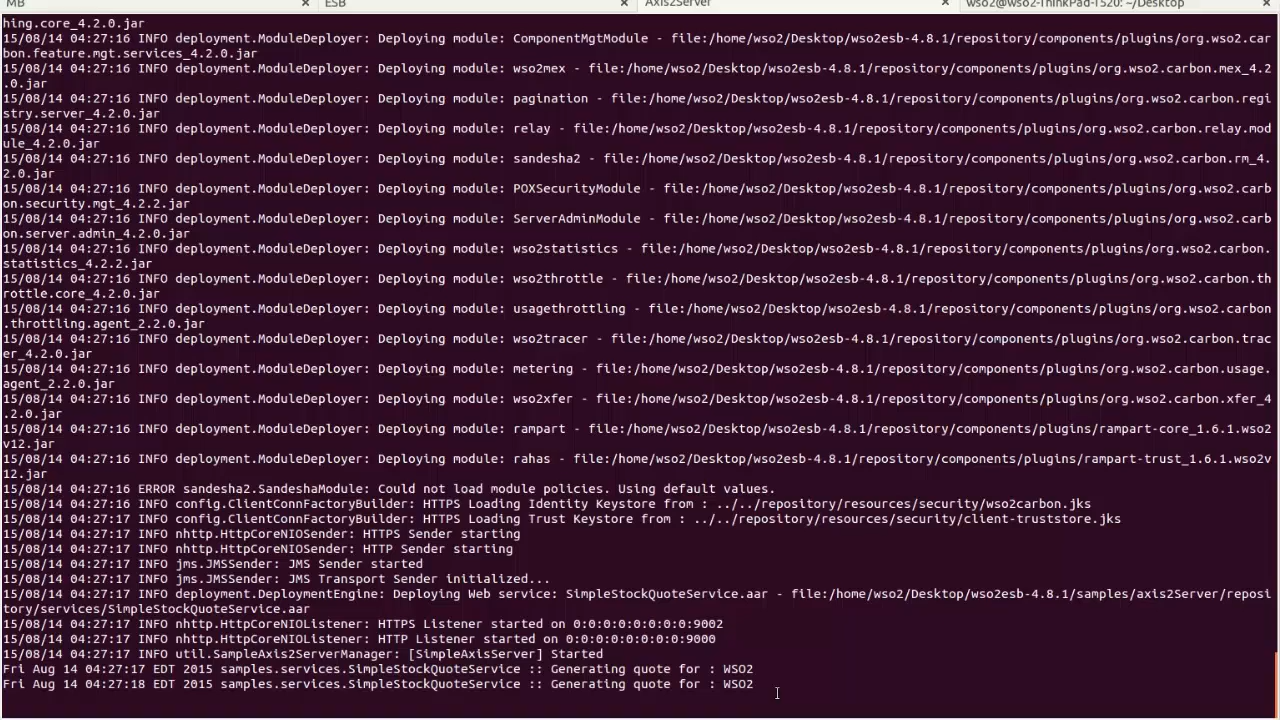 MB
ESB
Axis2Server
wso2@wso2-ThinkPad-T520: ~/Desktop
hing.core_4.2.0.jar
15/08/14 04:27:16 INFO deployment.ModuleDeployer: Deploying module: ComponentMgtModule - file:/home/wso2/Desktop/wso2esb-4.8.1/repository/components/plugins/org.wso2.car
bon.feature.mgt.services_4.2.0.jar
15/08/14 04:27:16 INFO deployment.ModuleDeployer: Deploying module: wso2mex - file:/home/wso2/Desktop/wso2esb-4.8.1/repository/components/plugins/org.wso2.carbon.mex_4.2
.0.jar
15/08/14 04:27:16 INFO deployment.ModuleDeployer: Deploying module: pagination - file:/home/wso2/Desktop/wso2esb-4.8.1/repository/components/plugins/org.wso2.carbon.regi
stry.server_4.2.0.jar
15/08/14 04:27:16 INFO deployment.ModuleDeployer: Deploying module: relay - file:/home/wso2/Desktop/wso2esb-4.8.1/repository/components/plugins/org.wso2.carbon.relay.mod
ule_4.2.0.jar
15/08/14 04:27:16 INFO deployment.ModuleDeployer: Deploying module: sandesha2 - file:/home/wso2/Desktop/wso2esb-4.8.1/repository/components/plugins/org.wso2.carbon.rm_4.
2.0.jar
15/08/14 04:27:16 INFO deployment.ModuleDeployer: Deploying module: POXSecurityModule - file:/home/wso2/Desktop/wso2esb-4.8.1/repository/components/plugins/org.wso2.carb
on.security.mgt_4.2.2.jar
15/08/14 04:27:16 INFO deployment.ModuleDeployer: Deploying module: ServerAdminModule - file:/home/wso2/Desktop/wso2esb-4.8.1/repository/components/plugins/org.wso2.carb
on.server.admin_4.2.0.jar
15/08/14 04:27:16 INFO deployment.ModuleDeployer: Deploying module: wso2statistics - file:/home/wso2/Desktop/wso2esb-4.8.1/repository/components/plugins/org.wso2.carbon.
statistics_4.2.2.jar
15/08/14 04:27:16 INFO deployment.ModuleDeployer: Deploying module: wso2throttle - file:/home/wso2/Desktop/wso2esb-4.8.1/repository/components/plugins/org.wso2.carbon.th
rottle.core_4.2.0.jar
15/08/14 04:27:16 INFO deployment.ModuleDeployer: Deploying module: usagethrottling - file:/home/wso2/Desktop/wso2esb-4.8.1/repository/components/plugins/org.wso2.carbon
.throttling.agent_2.2.0.jar
15/08/14 04:27:16 INFO deployment.ModuleDeployer: Deploying module: wso2tracer - file:/home/wso2/Desktop/wso2esb-4.8.1/repository/components/plugins/org.wso2.carbon.trac
er_4.2.0.jar
15/08/14 04:27:16 INFO deployment.ModuleDeployer: Deploying module: metering - file:/home/wso2/Desktop/wso2esb-4.8.1/repository/components/plugins/org.wso2.carbon.usage.
agent_2.2.0.jar
15/08/14 04:27:16 INFO deployment.ModuleDeployer: Deploying module: wso2xfer - file:/home/wso2/Desktop/wso2esb-4.8.1/repository/components/plugins/org.wso2.carbon.xfer_4
.2.0.jar
15/08/14 04:27:16 INFO deployment.ModuleDeployer: Deploying module: rampart - file:/home/wso2/Desktop/wso2esb-4.8.1/repository/components/plugins/rampart-core_1.6.1.wso2
v12.jar
15/08/14 04:27:16 INFO deployment.ModuleDeployer: Deploying module: rahas - file:/home/wso2/Desktop/wso2esb-4.8.1/repository/components/plugins/rampart-trust_1.6.1.wso2v
12.jar
15/08/14 04:27:16 ERROR sandesha2.SandeshaModule: Could not load module policies. Using default values.
15/08/14 04:27:16 INFO config.ClientConnFactoryBuilder: HTTPS Loading Identity Keystore from : ../../repository/resources/security/wso2carbon.jks
15/08/14 04:27:17 INFO config.ClientConnFactoryBuilder: HTTPS Loading Trust Keystore from : ../../repository/resources/security/client-truststore.jks
15/08/14 04:27:17 INFO nhttp.HttpCoreNIOSender: HTTPS Sender starting
15/08/14 04:27:17 INFO nhttp.HttpCoreNIOSender: HTTP Sender starting
15/08/14 04:27:17 INFO jms.JMSSender: JMS Sender started
15/08/14 04:27:17 INFO jms.JMSSender: JMS Transport Sender initialized...
15/08/14 04:27:17 INFO deployment.DeploymentEngine: Deploying Web service: SimpleStockQuoteService.aar - file:/home/wso2/Desktop/wso2esb-4.8.1/samples/axis2Server/reposi
tory/services/SimpleStockQuoteService.aar
15/08/14 04:27:17 INFO nhttp.HttpCoreNIOListener: HTTPS Listener started on 0:0:0:0:0:0:0:0:9002
15/08/14 04:27:17 INFO nhttp.HttpCoreNIOListener: HTTP Listener started on 0:0:0:0:0:0:0:0:9000
15/08/14 04:27:17 INFO util.SampleAxis2ServerManager: [SimpleAxisServer] Started
Fri Aug 14 04:27:17 EDT 2015 samples.services.SimpleStockQuoteService :: Generating quote for : WSO2
Fri Aug 14 04:27:18 EDT 2015 samples.services.SimpleStockQuoteService :: Generating quote for : WSO2